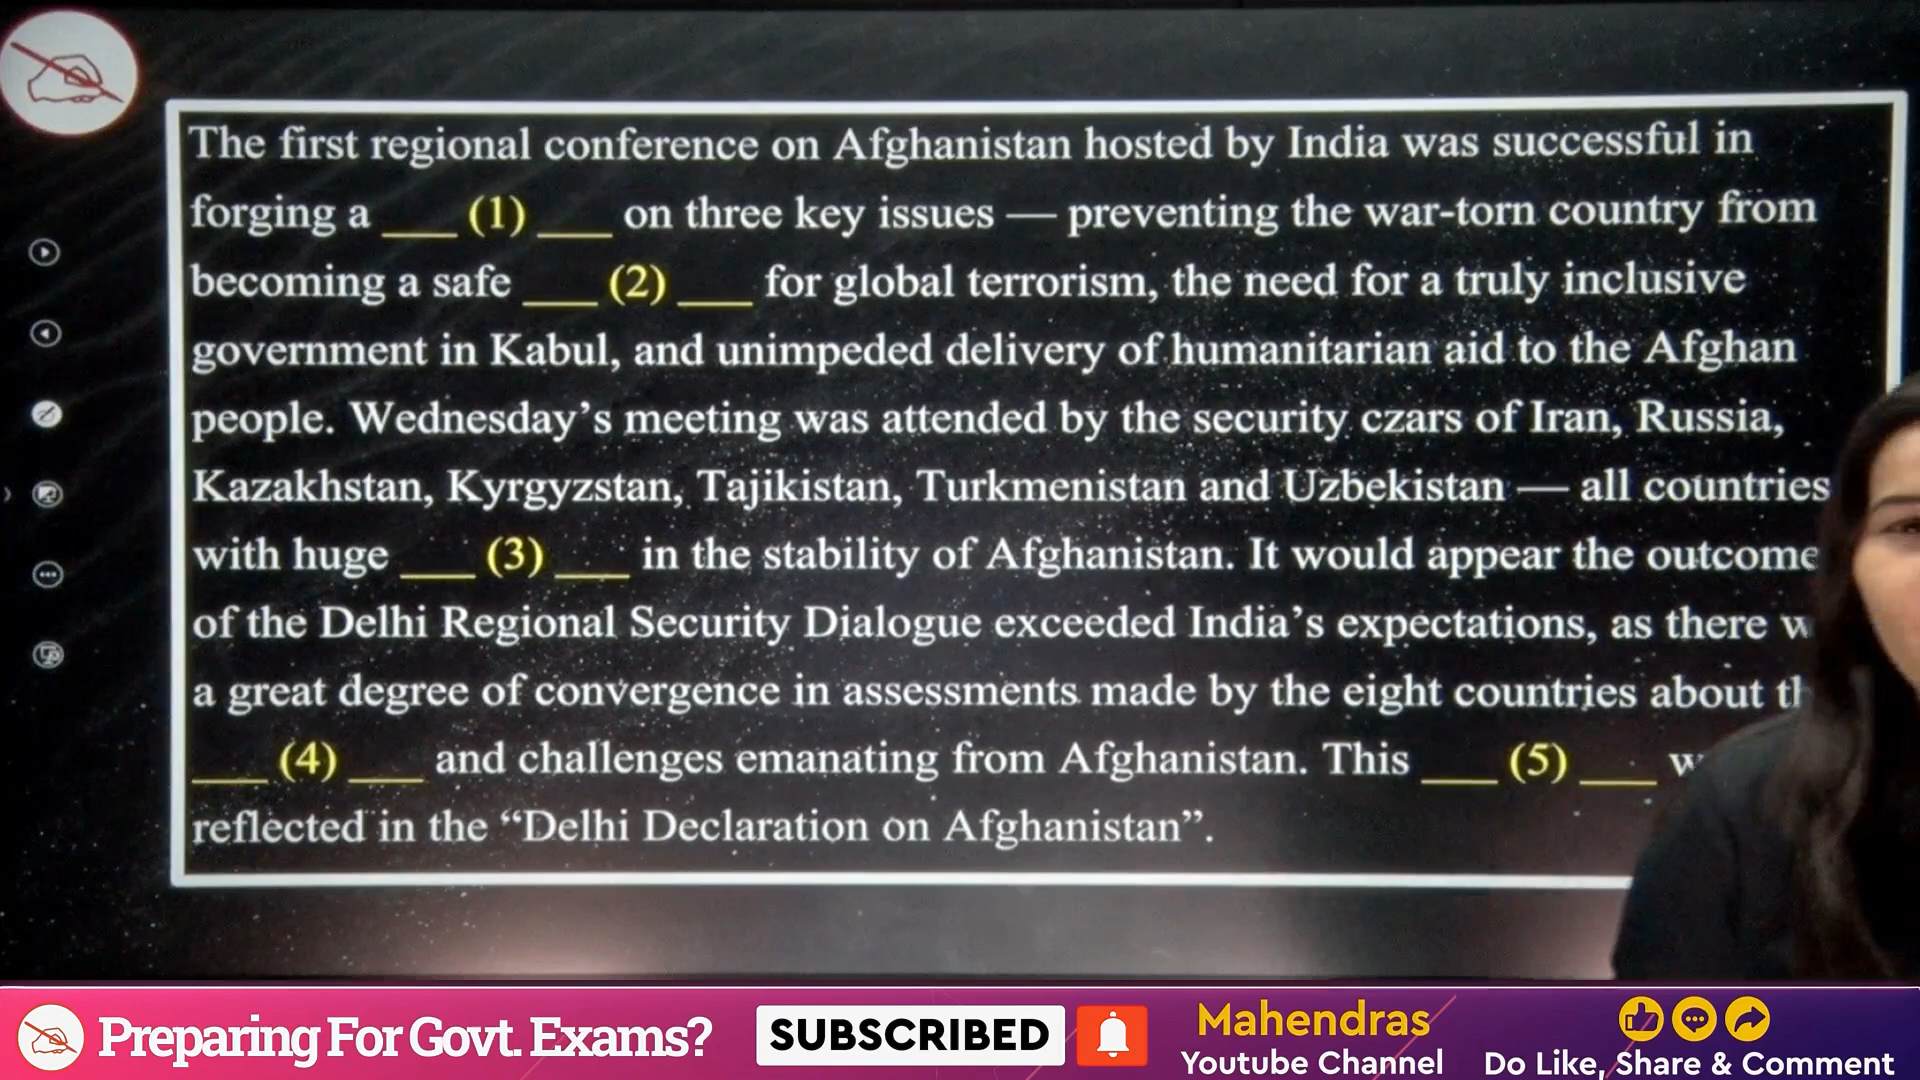 The first regional conference on Afghanistan hosted by India was successful in
forging a ___ (1) ___ on three key issues — preventing the war-torn country from
becoming a safe ___ (2) ___ for global terrorism, the need for a truly inclusive
government in Kabul, and unimpeded delivery of humanitarian aid to the Afghan
people. Wednesday’s meeting was attended by the security czars of Iran, Russia,
Kazakhstan, Kyrgyzstan, Tajikistan, Turkmenistan and Uzbekistan — all countries
with huge ___ (3) ___ in the stability of Afghanistan. It would appear the outcome
of the Delhi Regional Security Dialogue exceeded India’s expectations, as there
a great degree of convergence in assessments made by the eight countries about
___ (4) ___ and challenges emanating from Afghanistan. This ___ (5) ___
reflected in the “Delhi Declaration on Afghanistan”.
Preparing For Govt. Exams?
SUBSCRIBED
Mahendras
Youtube Channel
Do Like, Share & Comment